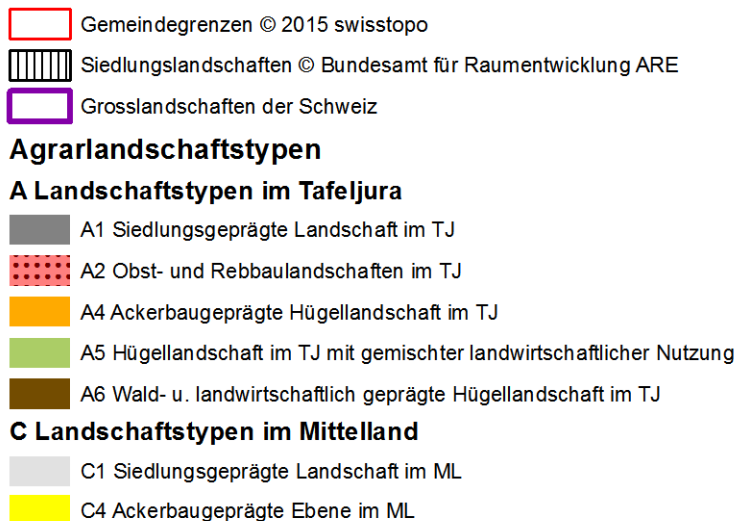 Gemeindegrenzen © 2015 swisstopo
Siedlungslandschaften © Bundesamt für Raumentwicklung ARE
Grosslandschaften der Schweiz
Agrarlandschaftstypen
A Landschaftstypen im Tafeljura
A1 Siedlungsgeprägte Landschaft im TJ
A2 Obst- und Rebbaulandschaften im TJ
A4 Ackerbaugeprägte Hügellandschaft im TJ
A5 Hügellandschaft im TJ mit gemischter landwirtschaftlicher Nutzung
A6 Wald- u. landwirtschaftlich geprägte Hügellandschaft im TJ
C Landschaftstypen im Mittelland
C1 Siedlungsgeprägte Landschaft im ML
C4 Ackerbaugeprägte Ebene im ML